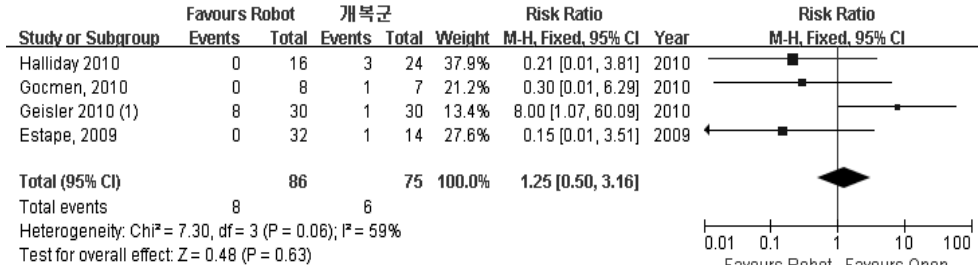 Favours Robot 개복군 Risk Ratio Risk Ratio
Study or Subgroup Events Total Events Total Weight M-H, Fixed, 95% CI Year M-H, Fixed, 95% CI
Halliday 2010 0 16 3 24 37.9% 0.21 [0.01, 3.81] 2010
Gocmen, 2010 0 8 1 7 21.2% 0.30 [0.01, 6.29] 2010
Geisler 2010 (1) 8 30 1 30 13.4% 8.00 [1.07, 60.09] 2010
Estape, 2009 0 32 1 14 27.6% 0.15 [0.01, 3.51] 2009
Total (95% CI) 86 75 100.0% 1.25 [0.50, 3.16]
Total events 8 6
Heterogeneity: Chi² = 7.30, df = 3 (P = 0.06); I² = 59%
Test for overall effect: Z = 0.48 (P = 0.63)
0.01 0.1 1 10 100
Favours Robot Favours Open